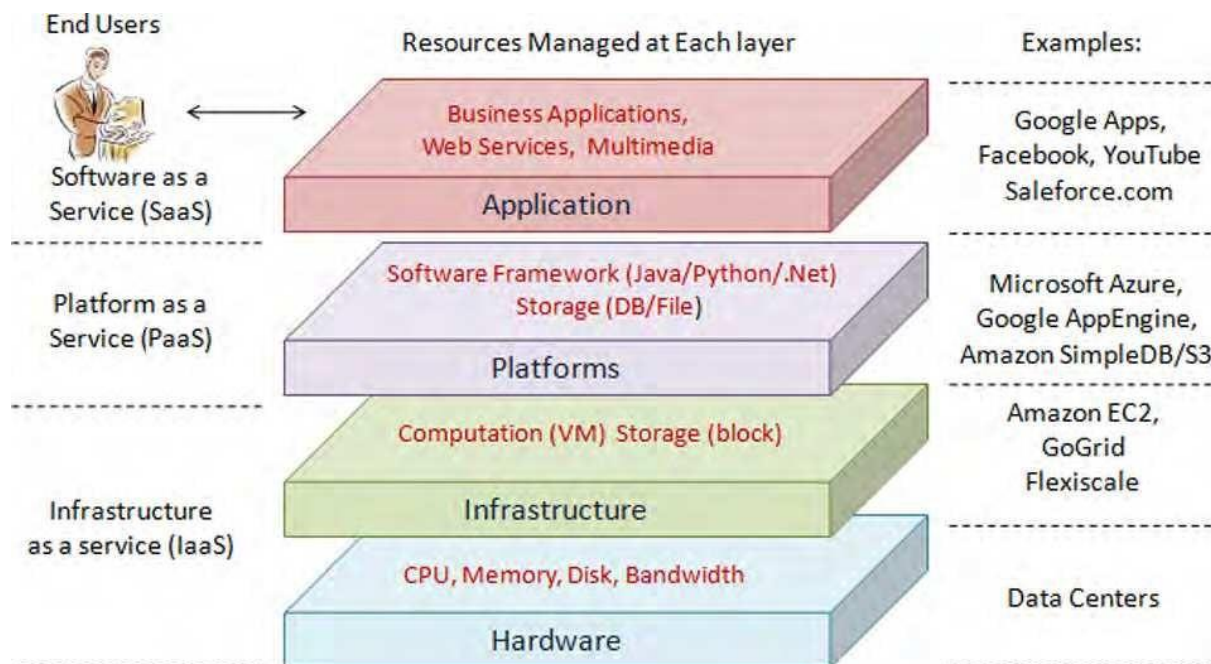 End Users
Resources Managed at Each layer
Examples:
Business Applications,
Web Services, Multimedia
Application
Google Apps,
Facebook, YouTube
Saleforce.com
Software as a
Service (SaaS)
Software Framework (Java/Python/.Net)
Storage (DB/File)
Platforms
Platform as a
Service (PaaS)
Microsoft Azure,
Google AppEngine,
Amazon SimpleDB/S3
Computation (VM) Storage (block)
Infrastructure
Amazon EC2,
GoGrid
Flexiscale
Infrastructure
as a service (IaaS)
CPU, Memory, Disk, Bandwidth
Hardware
Data Centers